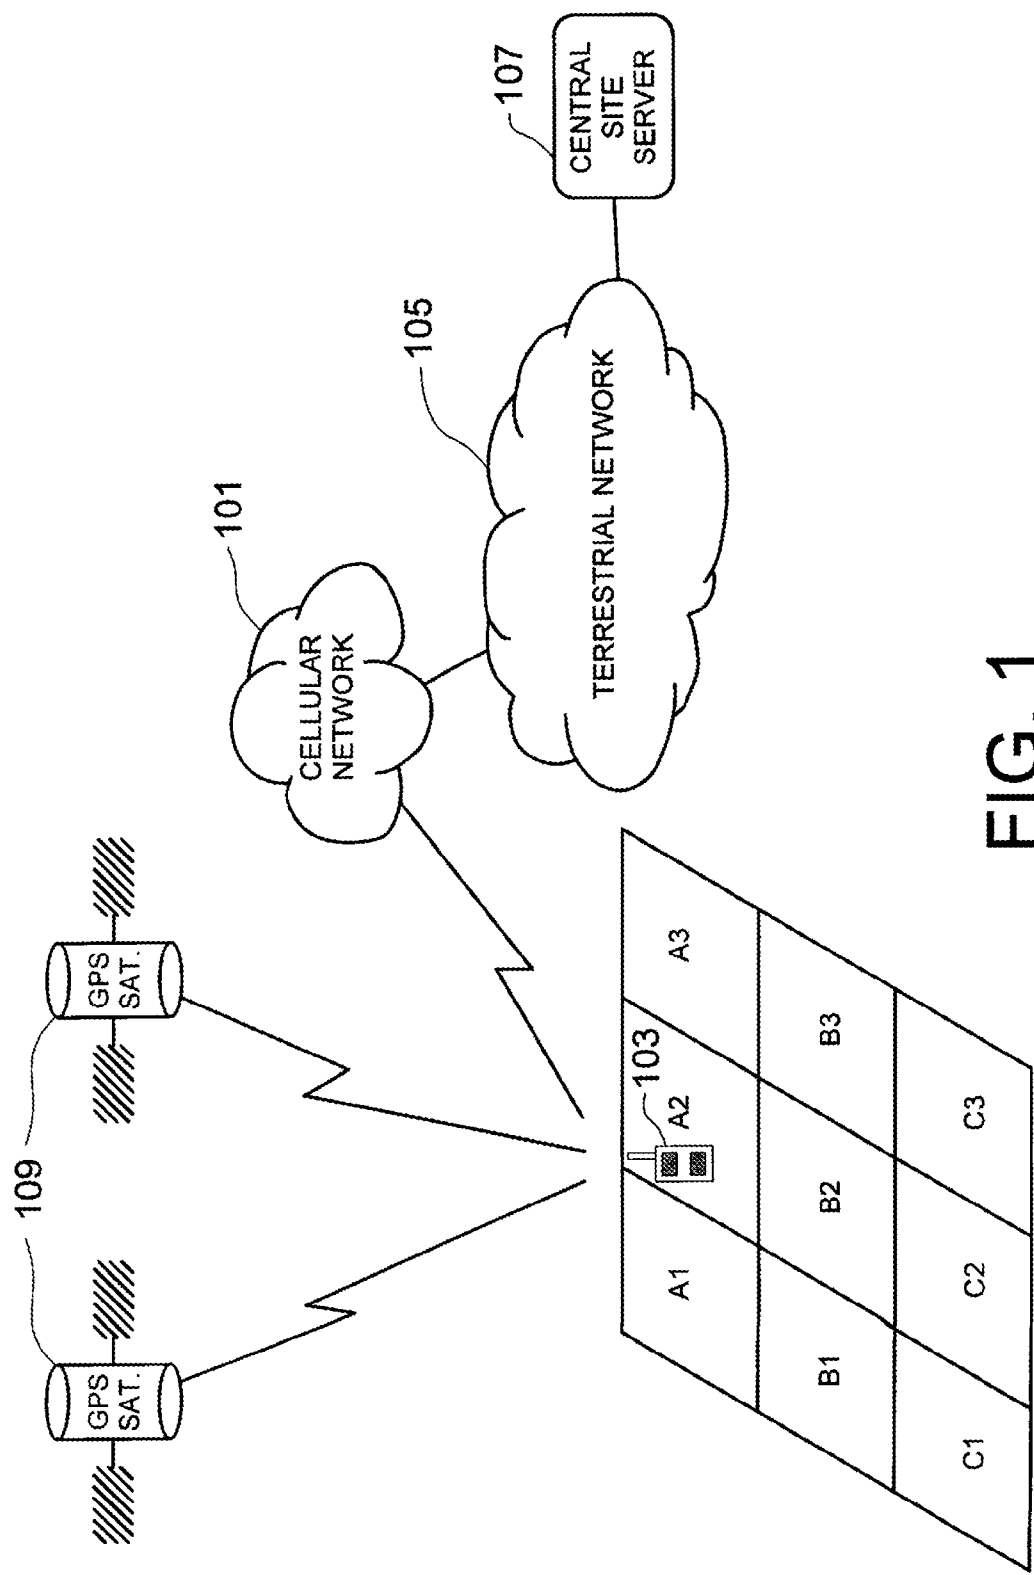 109
GPS
SAT.
GPS
SAT.
101
CELLULAR
NETWORK
105
TERRESTRIAL NETWORK
107
CENTRAL
SITE
SERVER
103
A1
A2
A3
B1
B2
B3
C1
C2
C3
FIG. 1